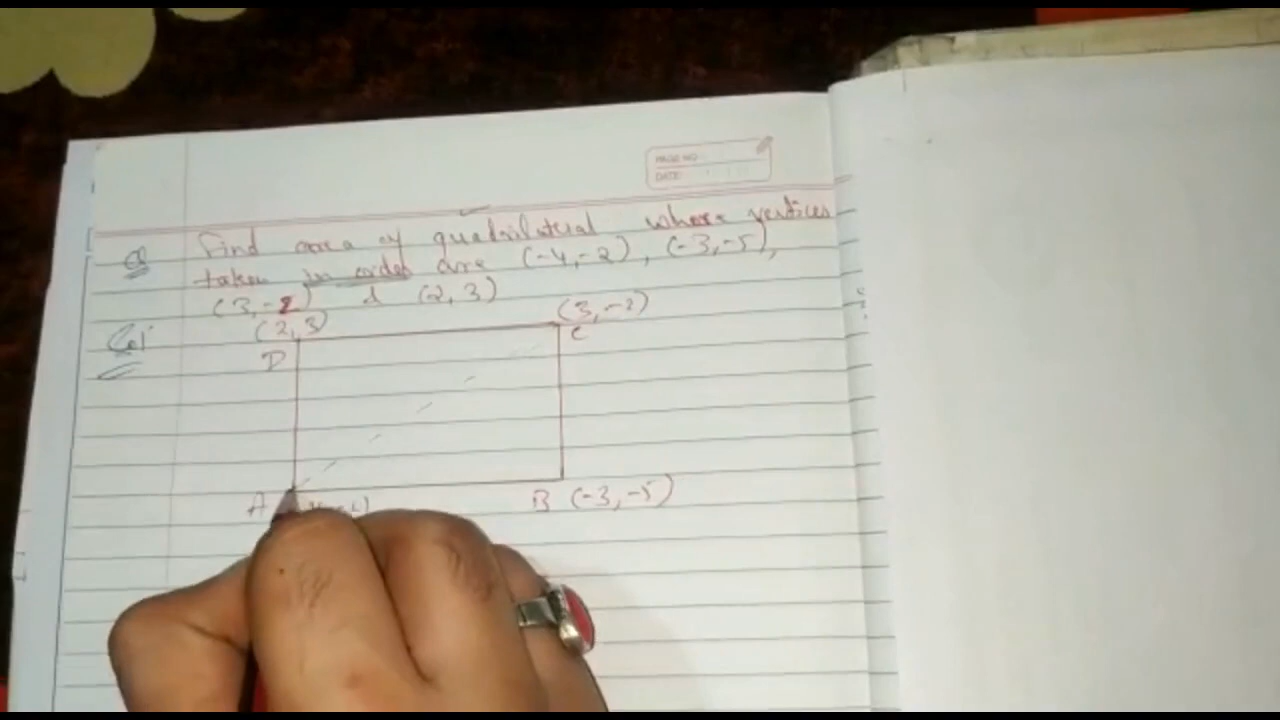 PAGE NO
DATE:
Q Find area of quadrilateral whose vertices
taken in order are (-4,-2), (-3,-5),
(3,-2) & (2,3)
Sol (2,3) (3,-2)
D C
A
B (-3,-5)